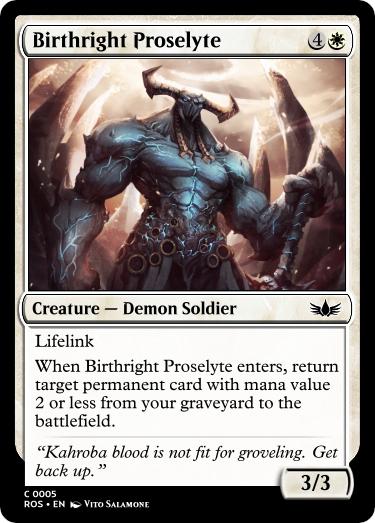 Birthright Proselyte 4
Creature — Demon Soldier
Lifelink
When Birthright Proselyte enters, return
target permanent card with mana value
2 or less from your graveyard to the
battlefield.
“Kahroba blood is not fit for groveling. Get
back up.”
3/3
C 0005
ROS • EN Vito Salamone